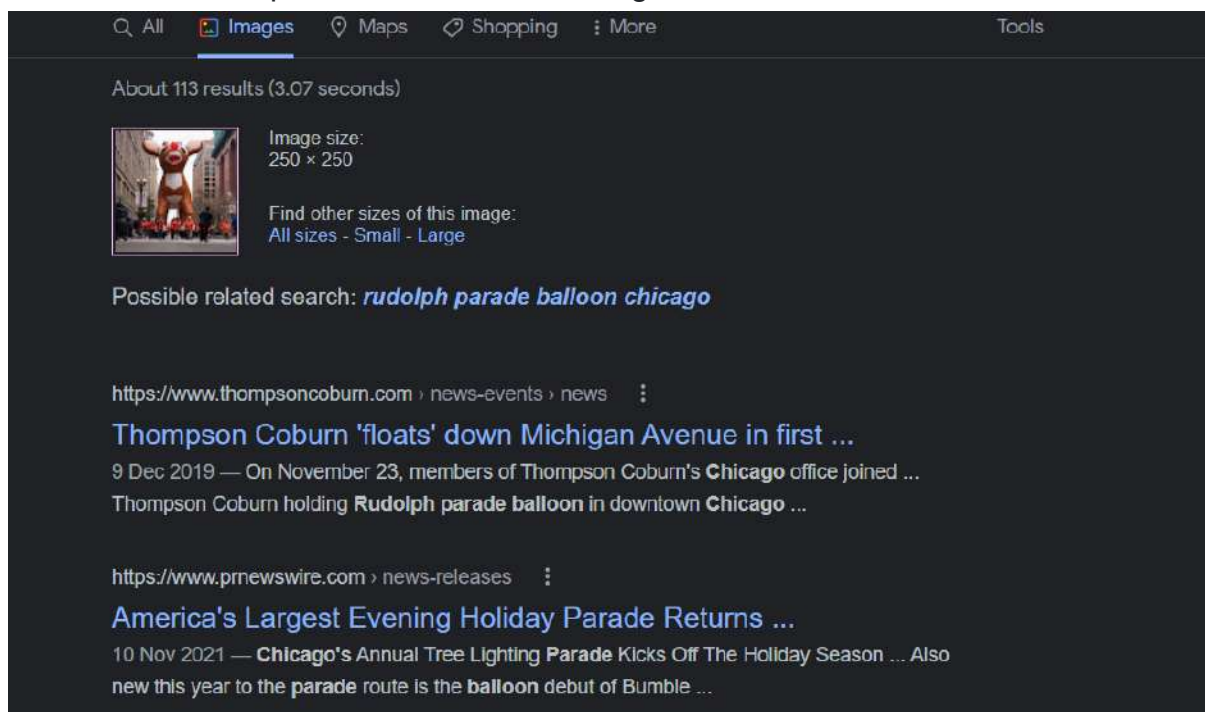 All Images Maps Shopping More Tools
About 113 results (3.07 seconds)
Image size:
250 × 250
Find other sizes of this image:
All sizes - Small - Large
Possible related search: rudolph parade balloon chicago
https://www.thompsoncoburn.com › news-events › news
Thompson Coburn 'floats' down Michigan Avenue in first ...
9 Dec 2019 — On November 23, members of Thompson Coburn's Chicago office joined ...
Thompson Coburn holding Rudolph parade balloon in downtown Chicago ...
https://www.prnewswire.com › news-releases
America's Largest Evening Holiday Parade Returns ...
10 Nov 2021 — Chicago's Annual Tree Lighting Parade Kicks Off The Holiday Season ... Also
new this year to the parade route is the balloon debut of Bumble ...